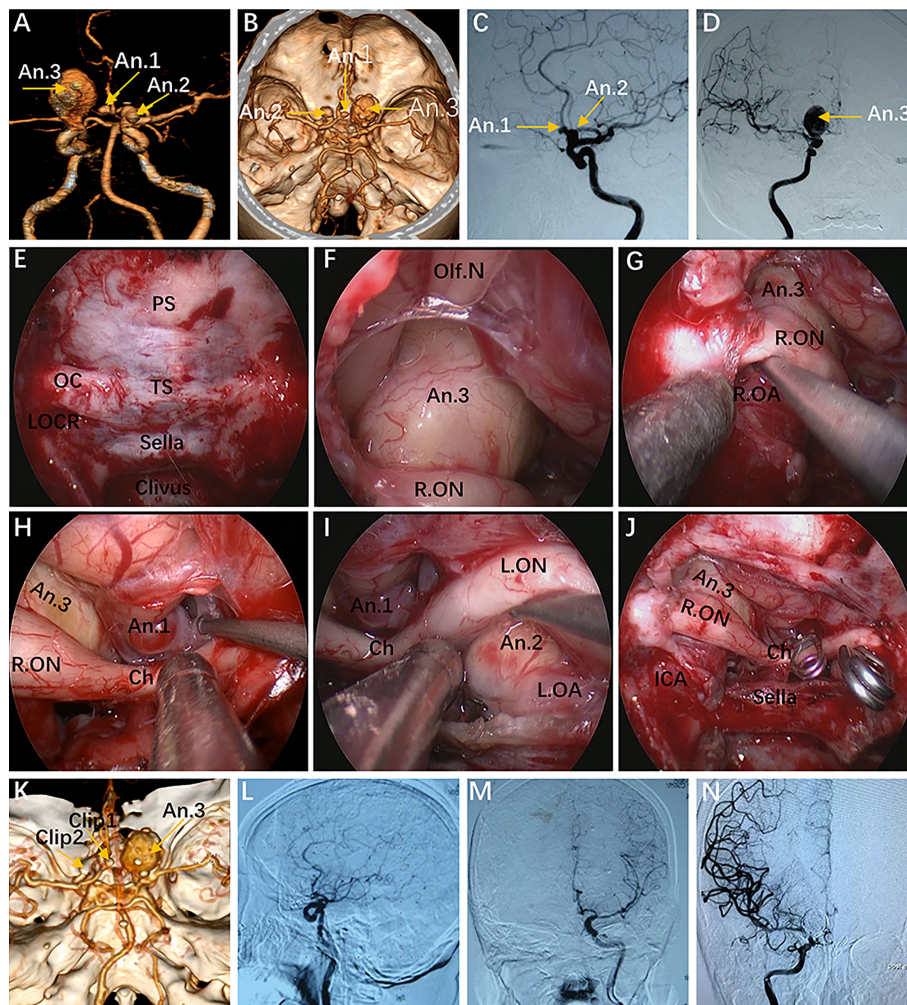 A
An.3
An.1
An.2
B
An.1
An.2
An.3
C
An.2
An.1
D
An.3
E
PS
OC
TS
LOCR
Sella
Clivus
F
Olf.N
An.3
R.ON
G
An.3
R.ON
R.OA
H
An.3
An.1
R.ON
Ch
I
L.ON
An.1
Ch
An.2
L.OA
J
An.3
R.ON
Ch
ICA
Sella
K
Clip1
An.3
Clip2
L
M
N